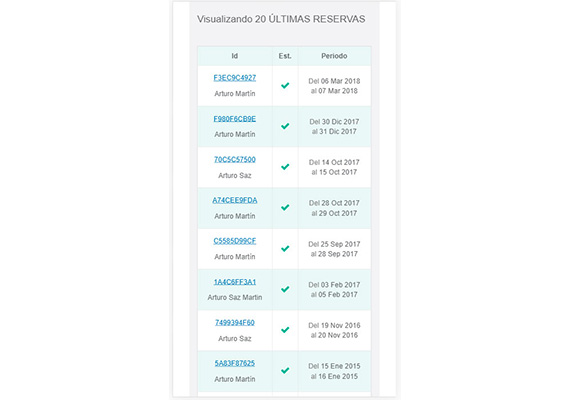 Visualizando 20 ÚLTIMAS RESERVAS
Id Est. Periodo
F3EC9C4927
Arturo Martín
Del 06 Mar 2018
al 07 Mar 2018
F980F6CB9E
Arturo Martín
Del 30 Dic 2017
al 31 Dic 2017
70C5C57500
Arturo Saz
Del 14 Oct 2017
al 15 Oct 2017
A74CEE9FDA
Arturo Martín
Del 28 Oct 2017
al 29 Oct 2017
C5585D99CF
Arturo Martín
Del 25 Sep 2017
al 28 Sep 2017
1A4C6FF3A1
Arturo Saz Martin
Del 03 Feb 2017
al 05 Feb 2017
7499394F60
Arturo Saz
Del 19 Nov 2016
al 20 Nov 2016
5A83F87625
Arturo Martín
Del 15 Ene 2015
al 16 Ene 2015